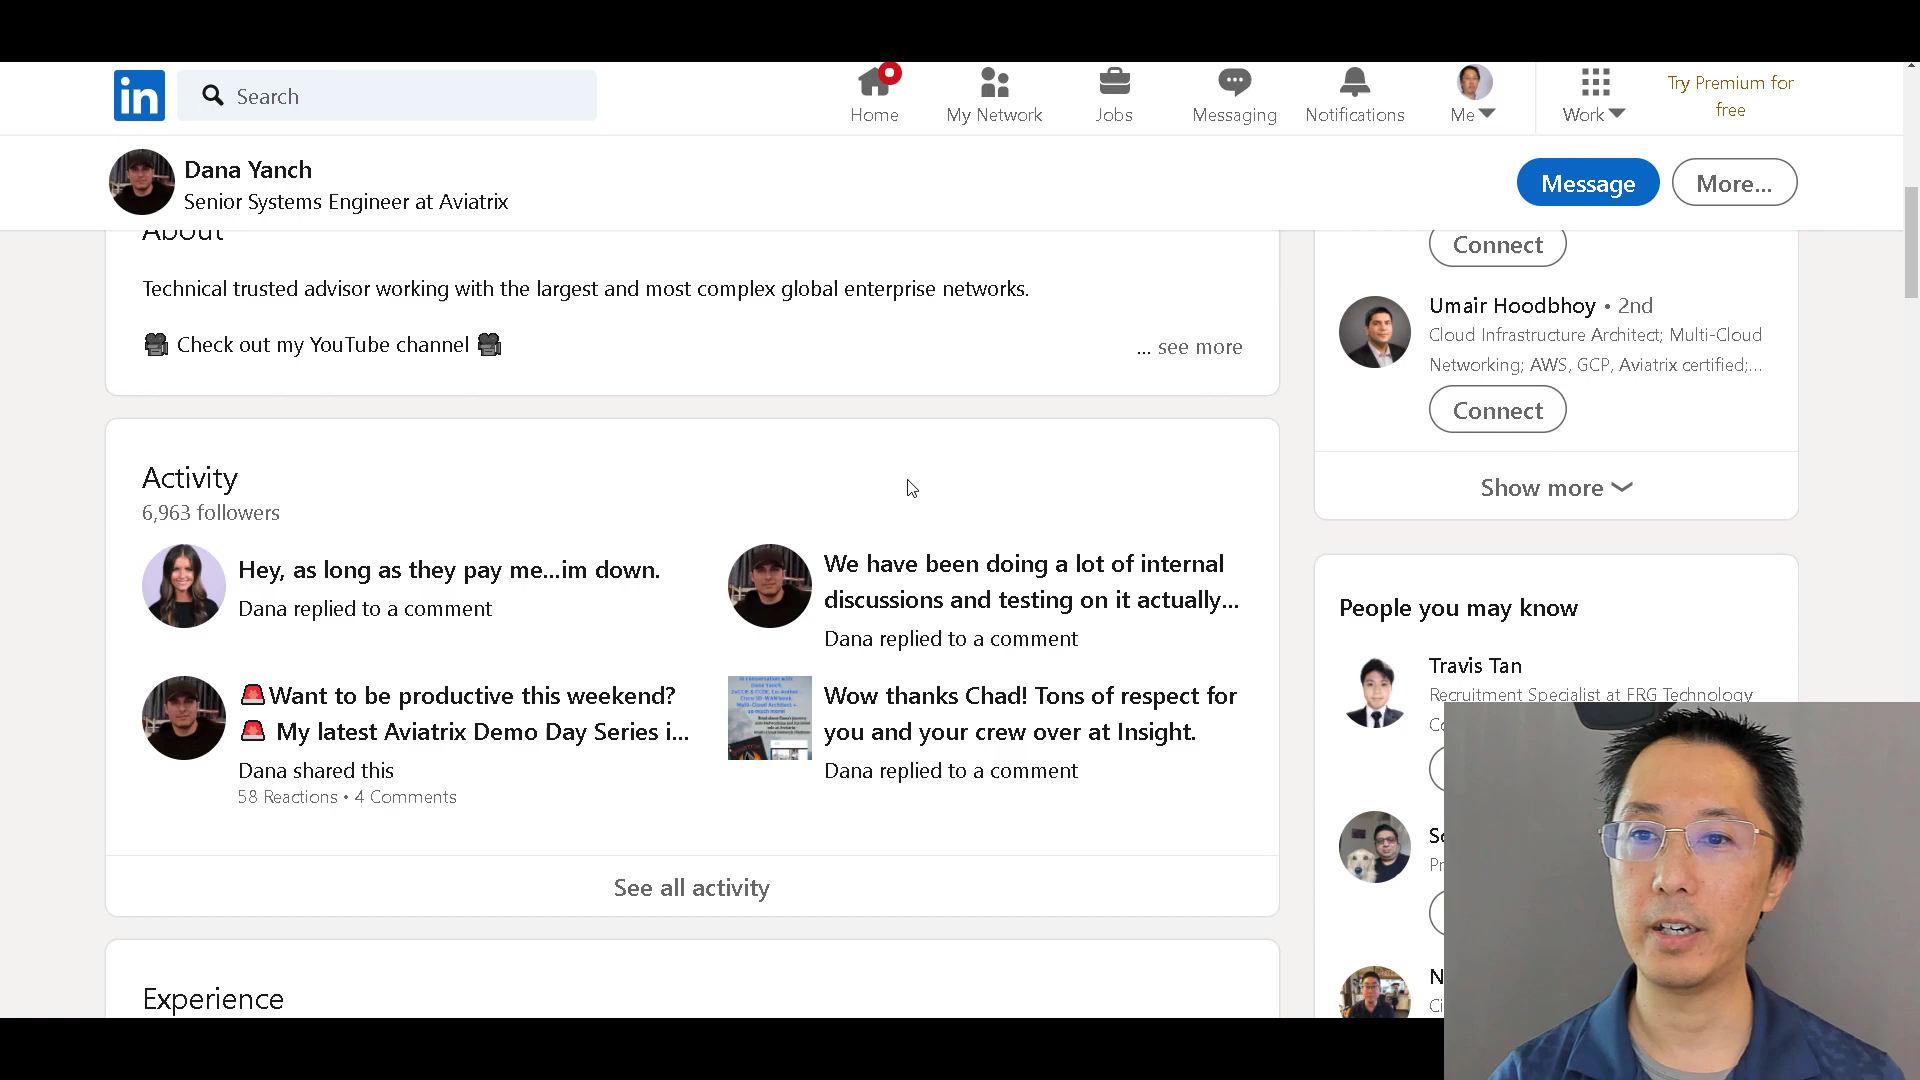 in
Search
Home
My Network
Jobs
Messaging
Notifications
Me
Work
Try Premium for
free
Dana Yanch
Senior Systems Engineer at Aviatrix
Message
More...
About
Technical trusted advisor working with the largest and most complex global enterprise networks.
🎥 Check out my YouTube channel 🎥
... see more
Connect
Umair Hoodbhoy • 2nd
Cloud Infrastructure Architect; Multi-Cloud
Networking; AWS, GCP, Aviatrix certified;...
Connect
Show more
Activity
6,963 followers
Hey, as long as they pay me...im down.
Dana replied to a comment
We have been doing a lot of internal
discussions and testing on it actually...
Dana replied to a comment
🚨Want to be productive this weekend?
🚨 My latest Aviatrix Demo Day Series i...
Dana shared this
58 Reactions • 4 Comments
Wow thanks Chad! Tons of respect for
you and your crew over at Insight.
Dana replied to a comment
See all activity
Experience
People you may know
Travis Tan
Recruitment Specialist at FRG Technology